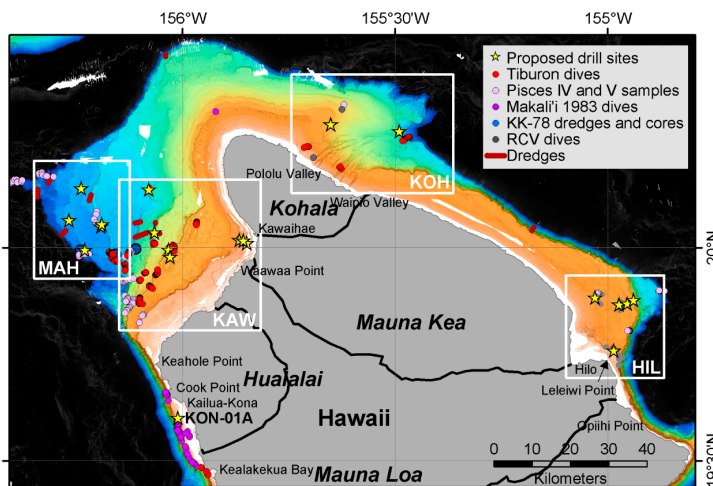 156°W
155°30'W
155°W
Proposed drill sites
Tiburon dives
Pisces IV and V samples
Makali'i 1983 dives
KK-78 dredges and cores
RCV dives
Dredges
KOH
Pololu Valley
Waipio Valley
Kohala
Kawaihae
20°N
MAH
Waawaa Point
KAW
Mauna Kea
Keahole Point
Hualalai
Hilo
HIL
Leleiwi Point
Cook Point
Kailua-Kona
KON-01A
Hawaii
Opiihi Point
0 10 20 30 40
Kilometers
Kealakekua Bay
Mauna Loa
19°30'N